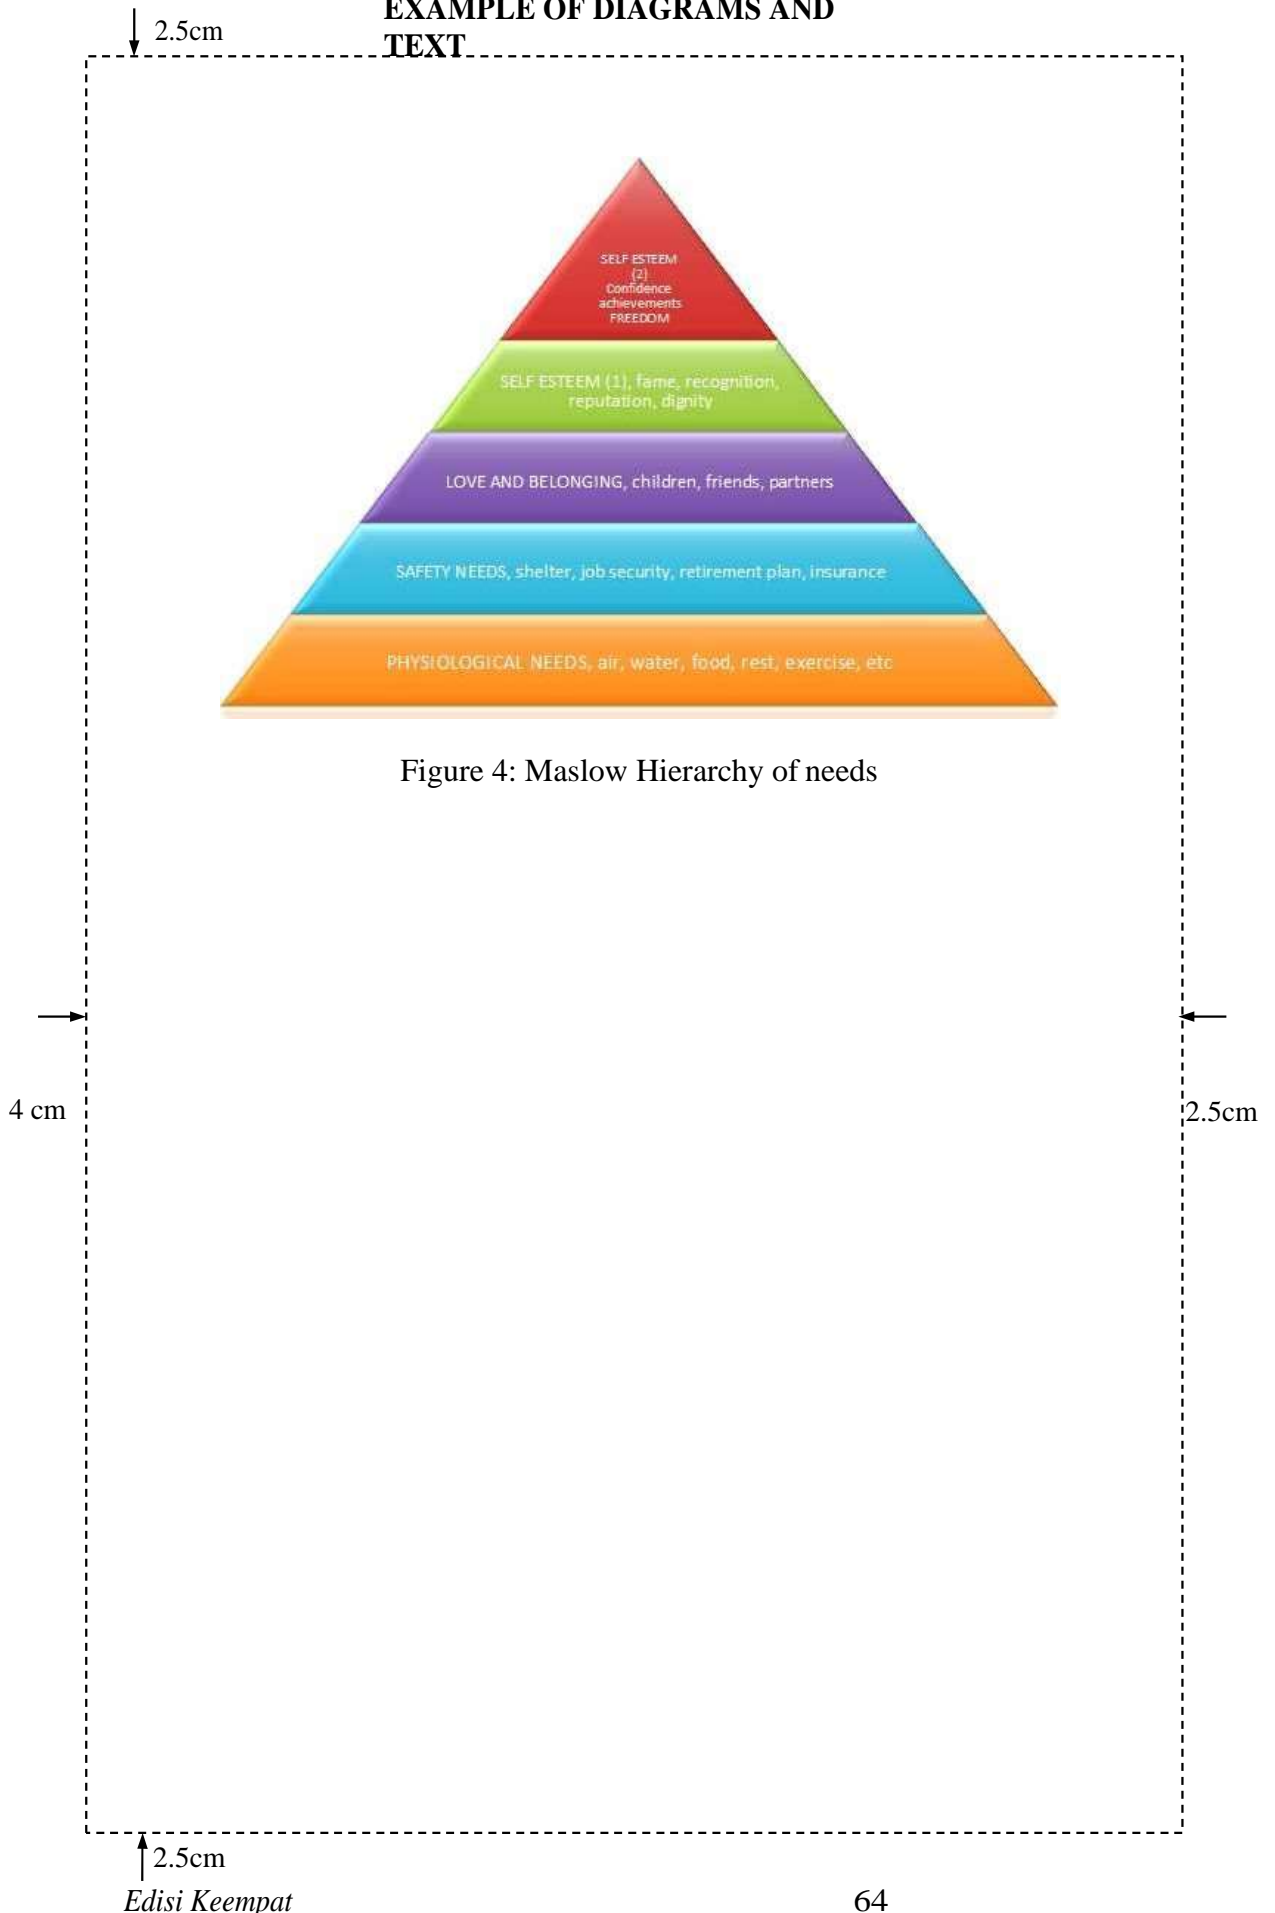 EXAMPLE OF DIAGRAMS AND
TEXT
2.5cm
SELF ESTEEM
(2)
Confidence
achievements
FREEDOM
SELF ESTEEM (1), fame, recognition,
reputation, dignity
LOVE AND BELONGING, children, friends, partners
SAFETY NEEDS, shelter, job security, retirement plan, insurance
PHYSIOLOGICAL NEEDS, air, water, food, rest, exercise, etc
Figure 4: Maslow Hierarchy of needs
4 cm
2.5cm
2.5cm
Edisi Keempat
64